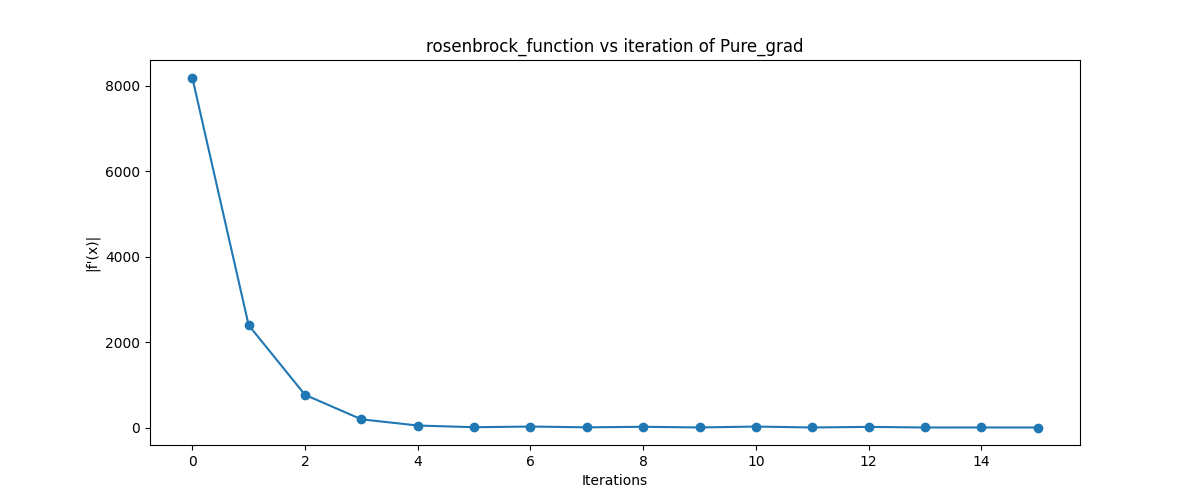 rosenbrock_function vs iteration of Pure_grad
8000
6000
4000
2000
0
|f'(x)|
0 2 4 6 8 10 12 14
Iterations